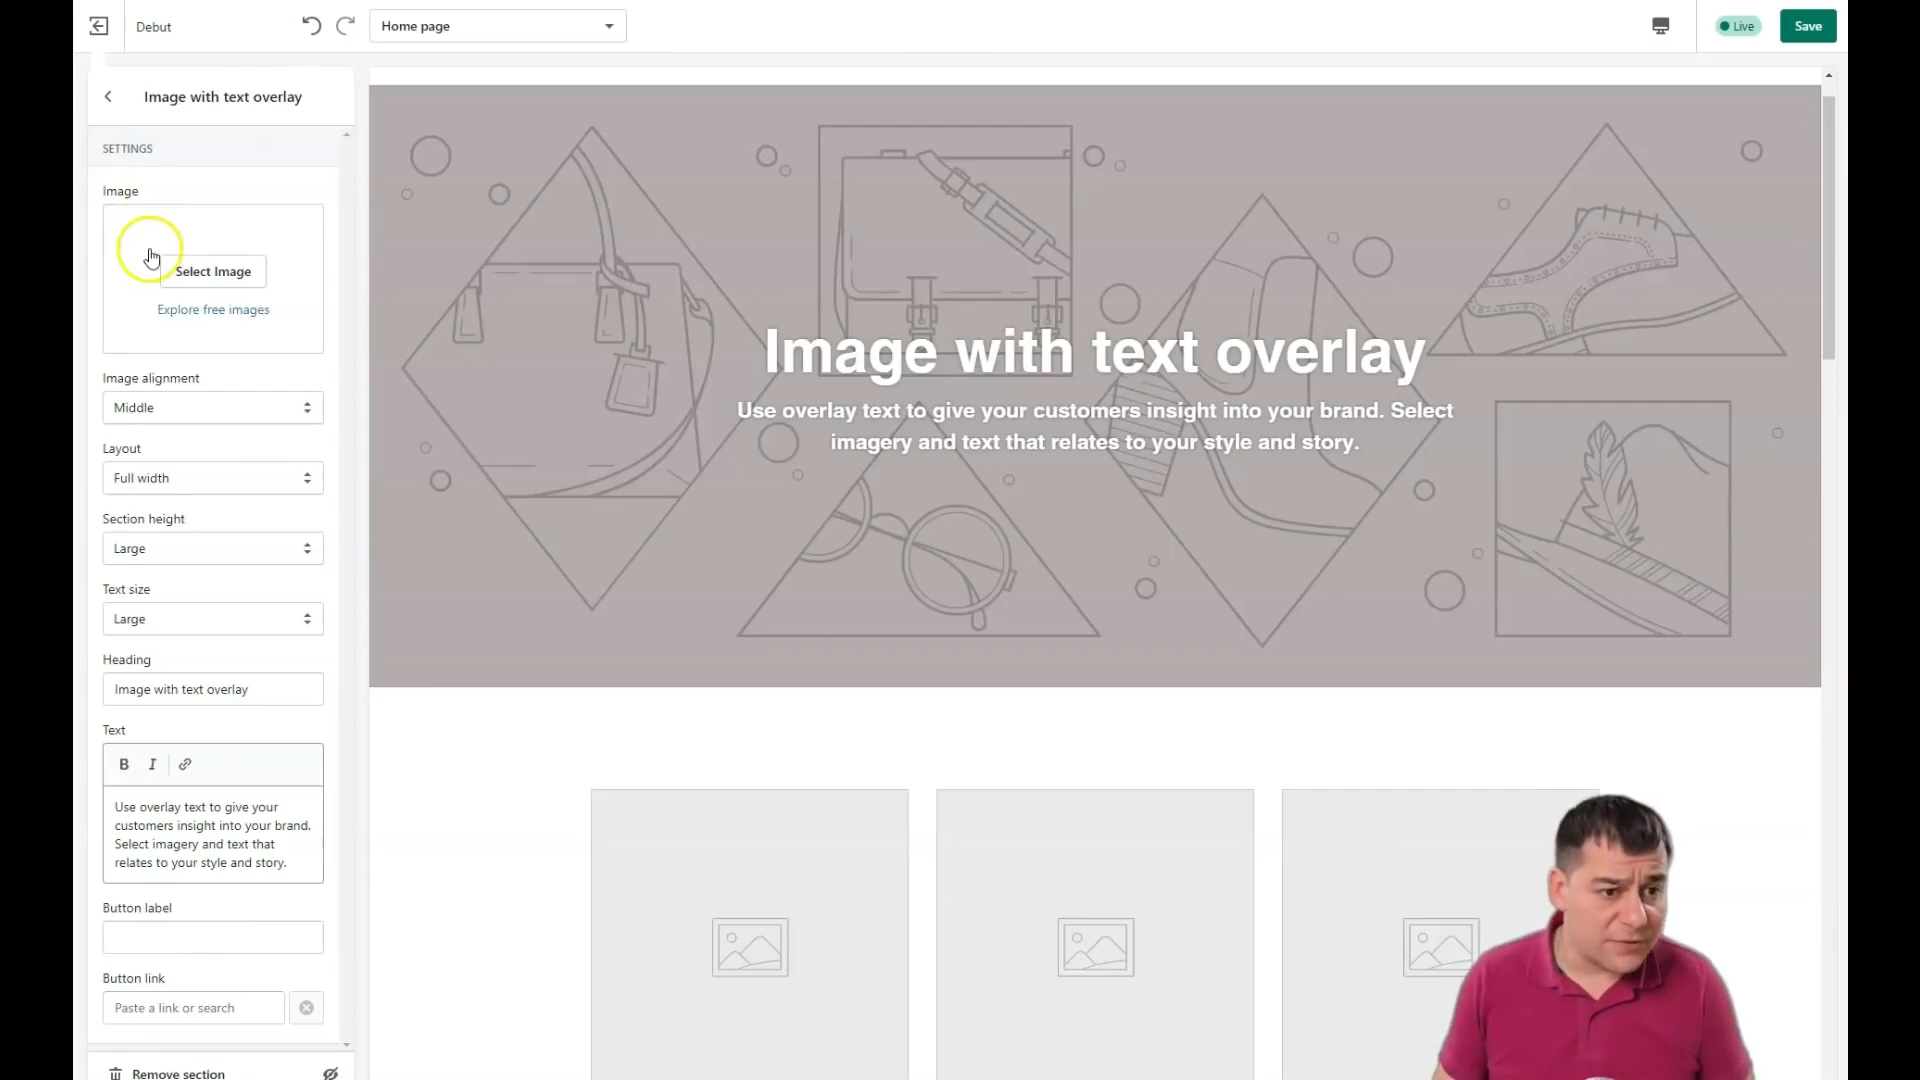 Debut
Home page
Live
Save
Image with text overlay
SETTINGS
Image
Select Image
Explore free images
Image alignment
Middle
Layout
Full width
Section height
Large
Text size
Large
Heading
Image with text overlay
Text
B I
Use overlay text to give your
customers insight into your brand.
Select imagery and text that
relates to your style and story.
Button label
Button link
Paste a link or search
Remove section
Image with text overlay
Use overlay text to give your customers insight into your brand. Select
imagery and text that relates to your style and story.